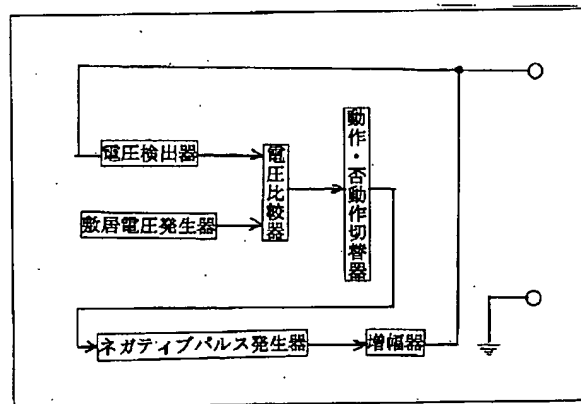 電圧検出器
敷居電圧発生器
電圧比較器
動作・否動作切替器
ネガティブパルス発生器
増幅器